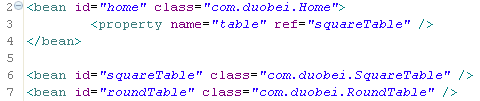 2 <bean id="home" class="com.duobei.Home">
3 <property name="table" ref="squareTable" />
4 </bean>
5
6 <bean id="squareTable" class="com.duobei.SquareTable" />
7 <bean id="roundTable" class="com.duobei.RoundTable" />